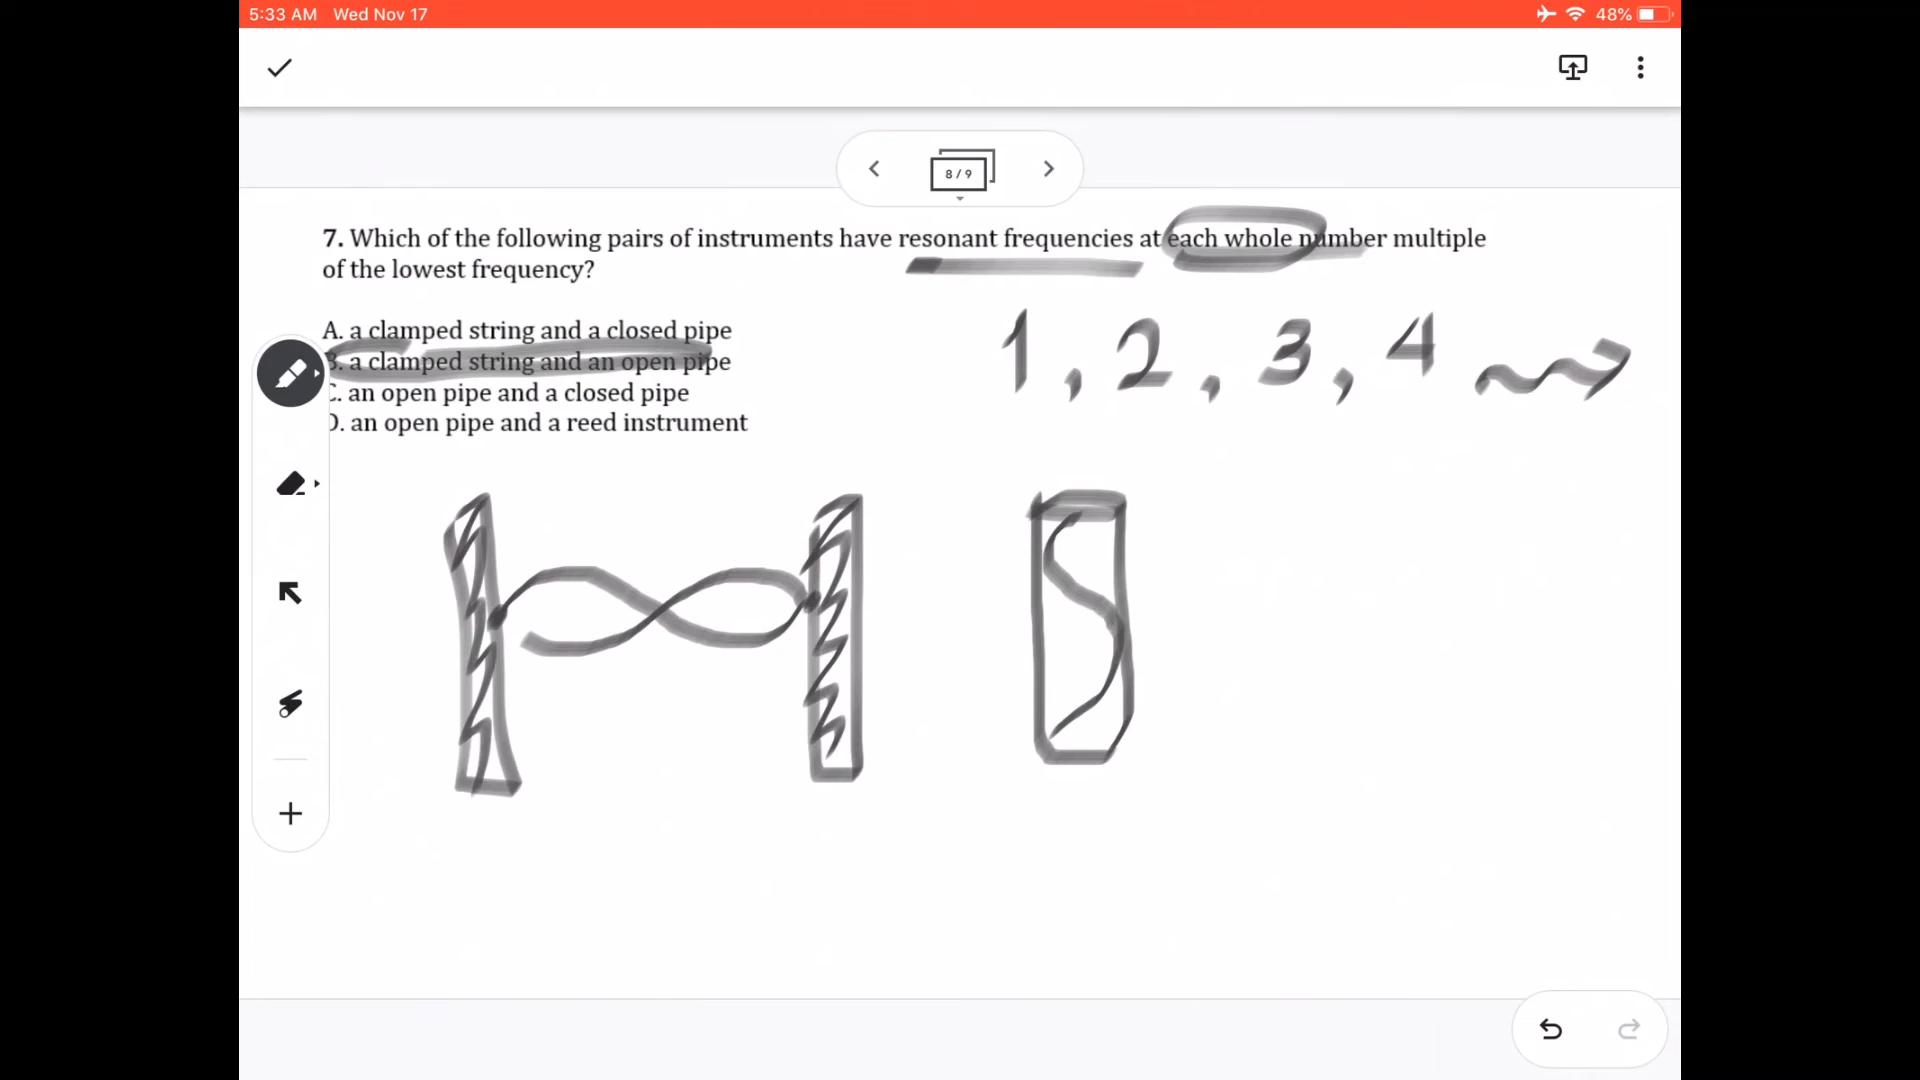 5:33 AM Wed Nov 17 48%
8 / 9
7. Which of the following pairs of instruments have resonant frequencies at each whole number multiple
of the lowest frequency?
A. a clamped string and a closed pipe
B. a clamped string and an open pipe
C. an open pipe and a closed pipe
D. an open pipe and a reed instrument
1, 2, 3, 4